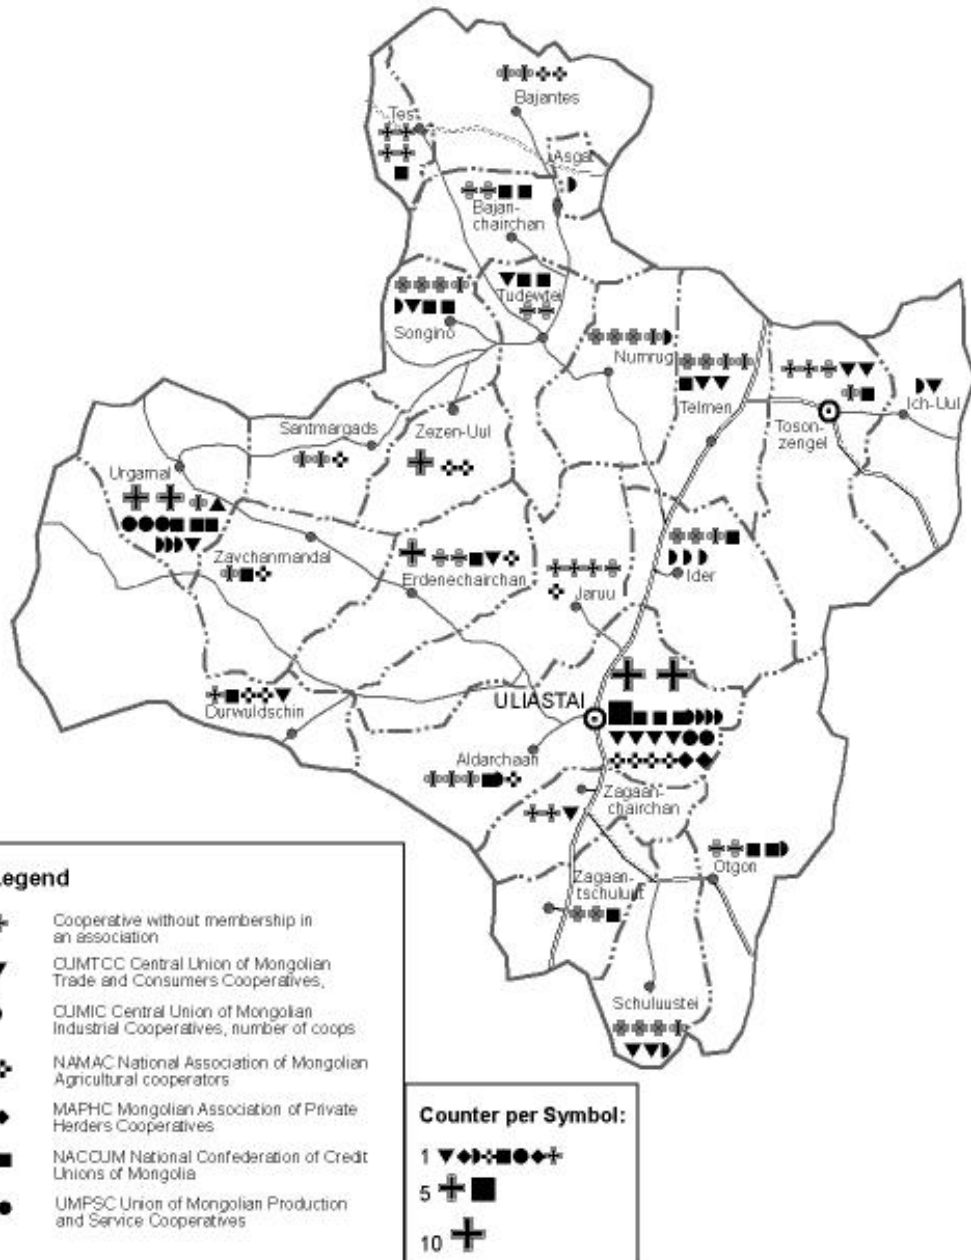 Bajantes
Tes
Asgat
Bajan-
chairchan
Tudewtei
Songino
Numrug
Telmen
Ich-Uul
Toson-
zengel
Santmargads
Zezen-Uul
Urgamal
Zavchanmandal
Erdenechairchan
Ider
Jaruu
ULIASTAI
Durwuldschin
Aldarchaan
Zagaan-
chairchan
Otgon
Zagaan-
tschuluut
Schuluustei
Legend
Cooperative without membership in
an association
CUMTCC Central Union of Mongolian
Trade and Consumers Cooperatives,
CUMIC Central Union of Mongolian
Industrial Cooperatives, number of coops
NAMAC National Association of Mongolian
Agricultural cooperators
MAPHC Mongolian Association of Private
Herders Cooperatives
NACCUM National Confederation of Credit
Unions of Mongolia
UMPSC Union of Mongolian Production
and Service Cooperatives
Counter per Symbol:
1
5
10